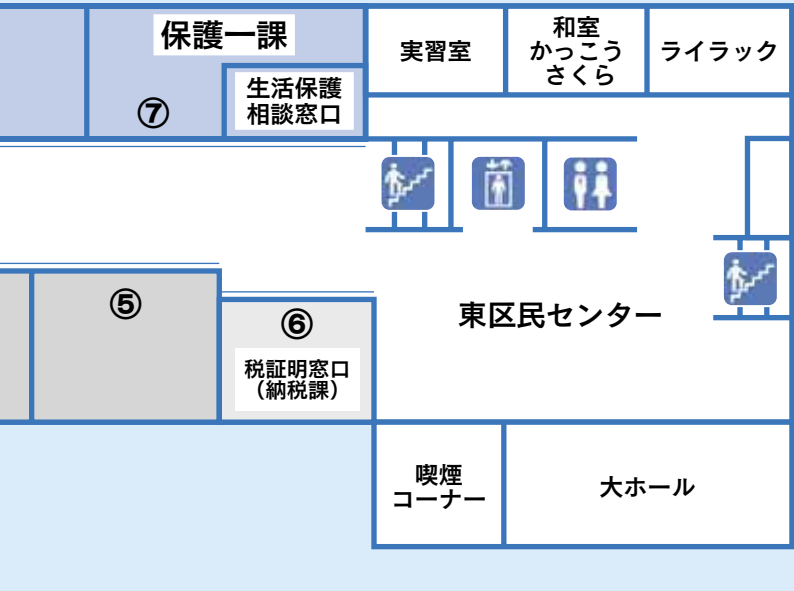 保護一課
生活保護
相談窓口
⑦
実習室
和室
かっこう
さくら
ライラック
東区民センター
⑤
⑥
税証明窓口
（納税課）
喫煙
コーナー
大ホール